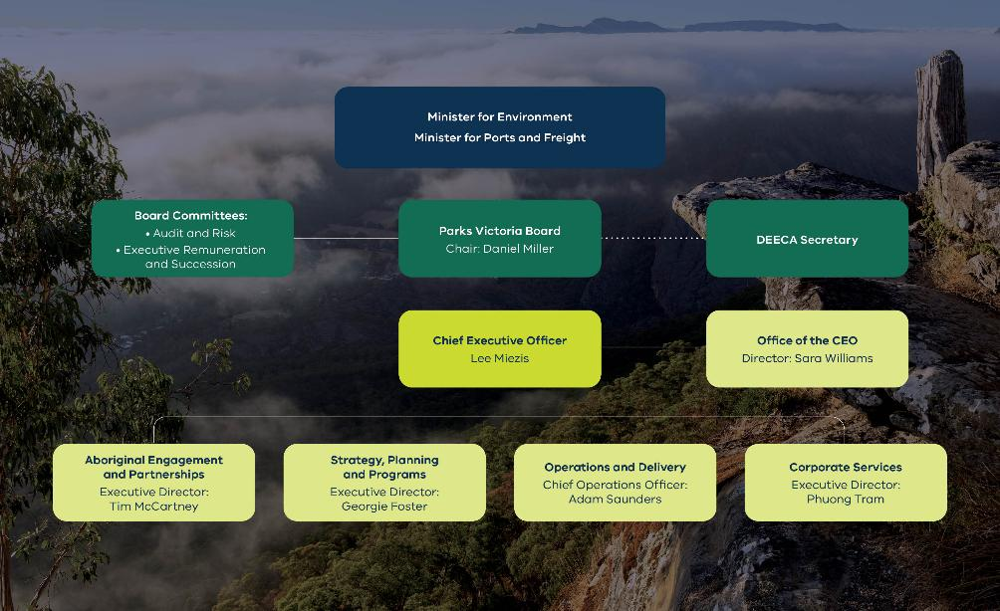 Minister for Environment
Minister for Ports and Freight
Board Committees:
• Audit and Risk
• Executive Remuneration
and Succession
Parks Victoria Board
Chair: Daniel Miller
DEECA Secretary
Chief Executive Officer
Lee Miezis
Office of the CEO
Director: Sara Williams
Aboriginal Engagement
and Partnerships
Executive Director:
Tim McCartney
Strategy, Planning
and Programs
Executive Director:
Georgie Foster
Operations and Delivery
Chief Operations Officer:
Adam Saunders
Corporate Services
Executive Director:
Phuong Tram